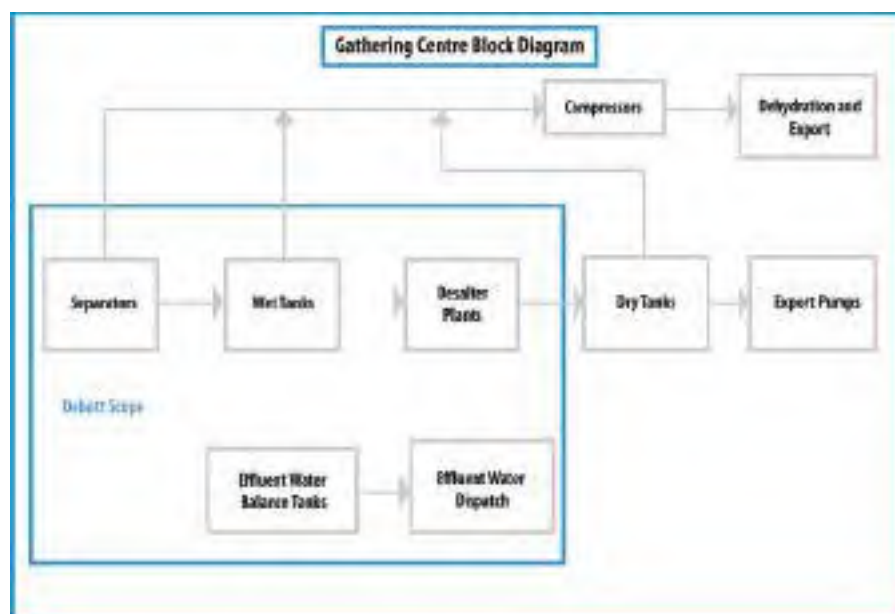 Gathering Centre Block Diagram
Compressors
Dehydration and
Export
Separators
Wet Tanks
Desalter
Plants
Dry Tanks
Export Pumps
Debott Scope
Effluent Water
Balance Tanks
Effluent Water
Dispatch